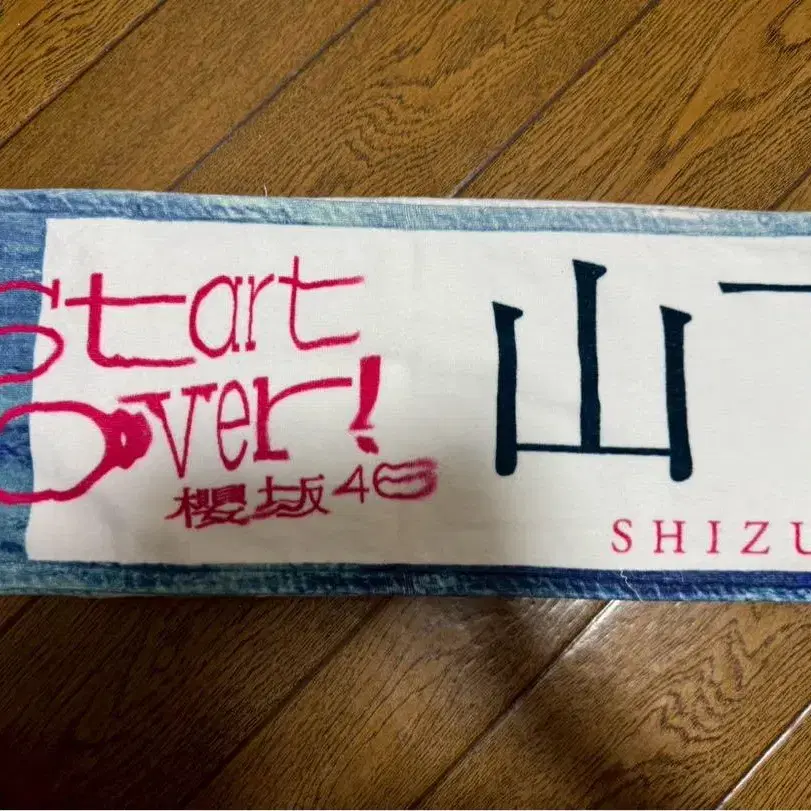 Start
Over!
櫻坂46
山
SHIZU